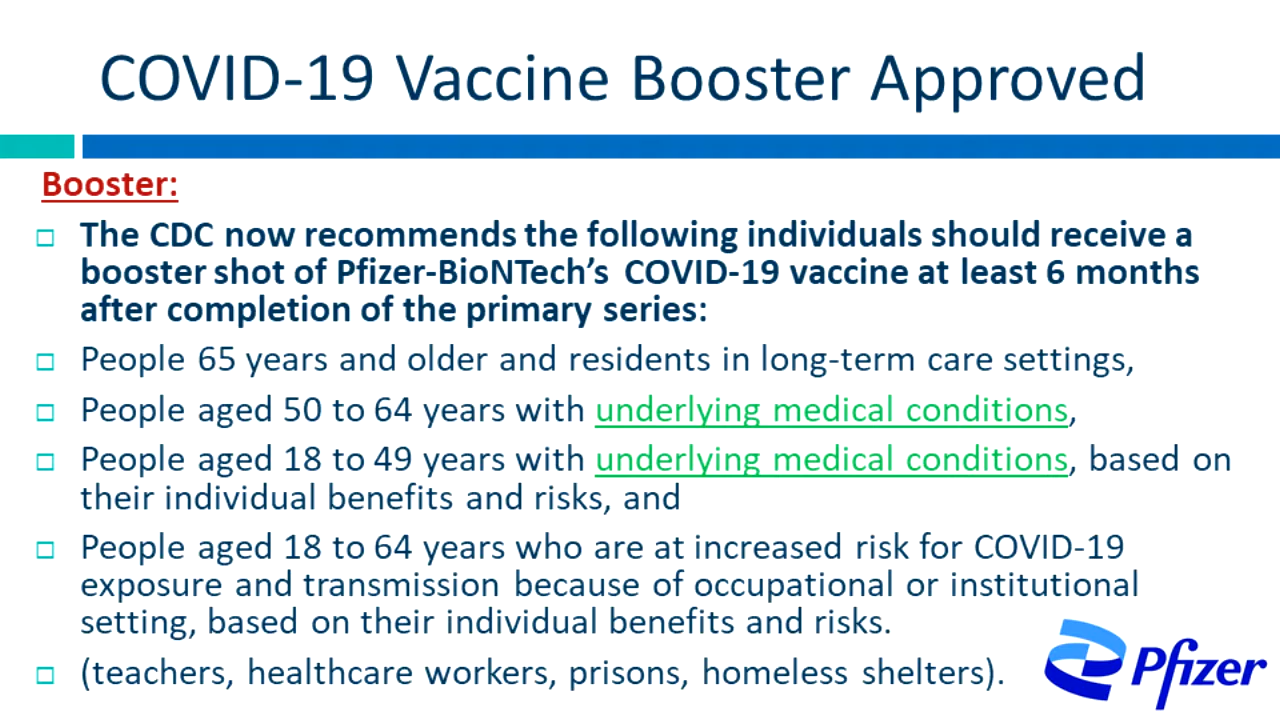 COVID-19 Vaccine Booster Approved
Booster:
The CDC now recommends the following individuals should receive a
booster shot of Pfizer-BioNTech’s COVID-19 vaccine at least 6 months
after completion of the primary series:
People 65 years and older and residents in long-term care settings,
People aged 50 to 64 years with underlying medical conditions,
People aged 18 to 49 years with underlying medical conditions, based on
their individual benefits and risks, and
People aged 18 to 64 years who are at increased risk for COVID-19
exposure and transmission because of occupational or institutional
setting, based on their individual benefits and risks.
(teachers, healthcare workers, prisons, homeless shelters).
Pfizer